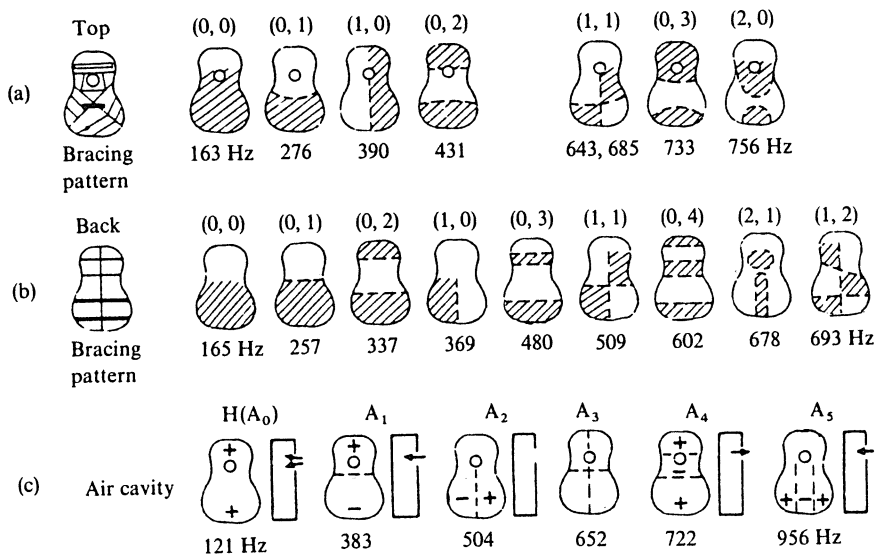 Top (0, 0) (0, 1) (1, 0) (0, 2) (1, 1) (0, 3) (2, 0)
(a)
Bracing pattern 163 Hz 276 390 431 643, 685 733 756 Hz
Back (0, 0) (0, 1) (0, 2) (1, 0) (0, 3) (1, 1) (0, 4) (2, 1) (1, 2)
(b)
Bracing pattern 165 Hz 257 337 369 480 509 602 678 693 Hz
H(A₀) A₁ A₂ A₃ A₄ A₅
+ +
(c) Air cavity
+ − − + − + + − +
121 Hz 383 504 652 722 956 Hz